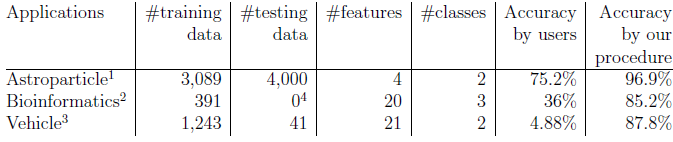 Applications #training #testing #features #classes Accuracy Accuracy
data data by users by our
procedure
Astroparticle¹ 3,089 4,000 4 2 75.2% 96.9%
Bioinformatics² 391 0⁴ 20 3 36% 85.2%
Vehicle³ 1,243 41 21 2 4.88% 87.8%